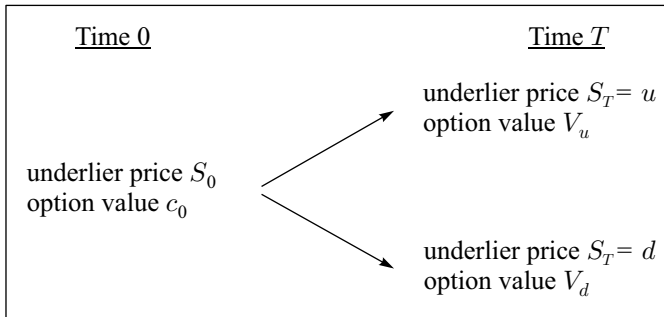 Time 0
Time T
underlier price S_T = u
option value V_u
underlier price S_0
option value c_0
underlier price S_T = d
option value V_d